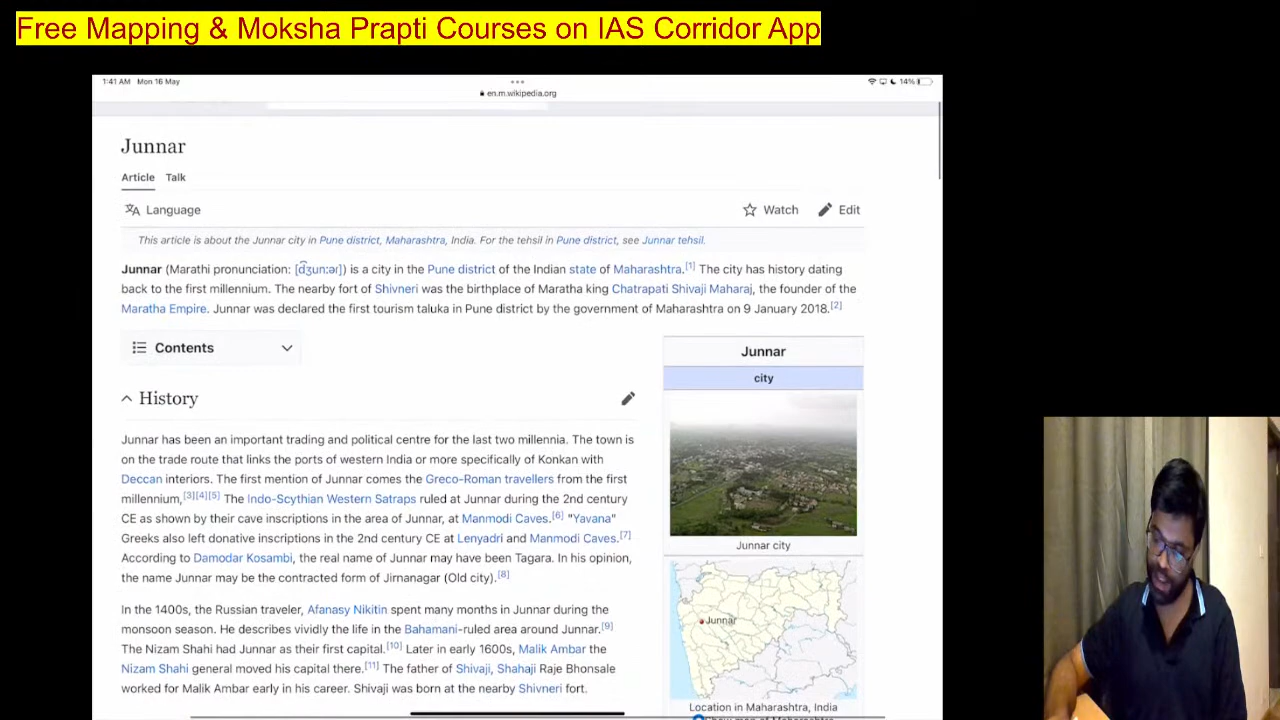 Free Mapping & Moksha Prapti Courses on IAS Corridor App
1:41 AM Mon 16 May
14%
en.m.wikipedia.org
Junnar
Article Talk
Language
Watch Edit
This article is about the Junnar city in Pune district, Maharashtra, India. For the tehsil in Pune district, see Junnar tehsil.
Junnar (Marathi pronunciation: [d͡ʒunːəɾ]) is a city in the Pune district of the Indian state of Maharashtra.[1] The city has history dating
back to the first millennium. The nearby fort of Shivneri was the birthplace of Maratha king Chatrapati Shivaji Maharaj, the founder of the
Maratha Empire. Junnar was declared the first tourism taluka in Pune district by the government of Maharashtra on 9 January 2018.[2]
Contents
History
Junnar has been an important trading and political centre for the last two millennia. The town is
on the trade route that links the ports of western India or more specifically of Konkan with
Deccan interiors. The first mention of Junnar comes the Greco-Roman travellers from the first
millennium,[3][4][5] The Indo-Scythian Western Satraps ruled at Junnar during the 2nd century
CE as shown by their cave inscriptions in the area of Junnar, at Manmodi Caves.[6] "Yavana"
Greeks also left donative inscriptions in the 2nd century CE at Lenyadri and Manmodi Caves.[7]
According to Damodar Kosambi, the real name of Junnar may have been Tagara. In his opinion,
the name Junnar may be the contracted form of Jirnanagar (Old city).[8]
In the 1400s, the Russian traveler, Afanasy Nikitin spent many months in Junnar during the
monsoon season. He describes vividly the life in the Bahamani-ruled area around Junnar.[9]
The Nizam Shahi had Junnar as their first capital.[10] Later in early 1600s, Malik Ambar the
Nizam Shahi general moved his capital there.[11] The father of Shivaji, Shahaji Raje Bhonsale
worked for Malik Ambar early in his career. Shivaji was born at the nearby Shivneri fort.
Junnar
city
Junnar city
Junnar
Location in Maharashtra, India
Show map of Maharashtra